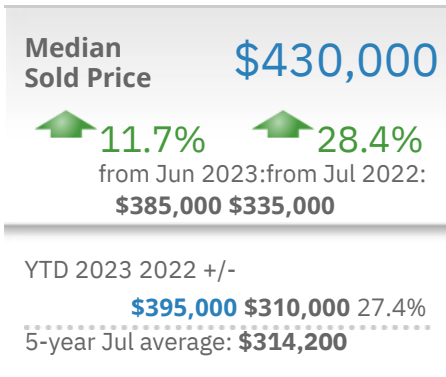 Median
Sold Price
$430,000
11.7% 28.4%
from Jun 2023:from Jul 2022:
$385,000 $335,000
YTD 2023 2022 +/-
$395,000 $310,000 27.4%
5-year Jul average: $314,200